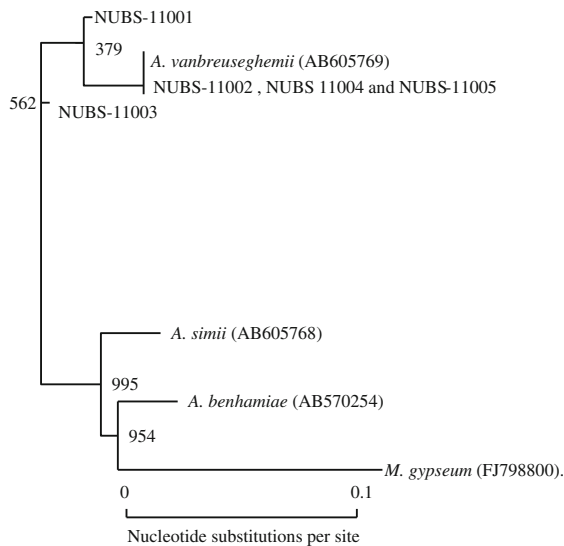 NUBS-11001
379
A. vanbreuseghemii (AB605769)
NUBS-11002 , NUBS 11004 and NUBS-11005
562
NUBS-11003
A. simii (AB605768)
995
A. benhamiae (AB570254)
954
M. gypseum (FJ798800).
0 0.1
Nucleotide substitutions per site